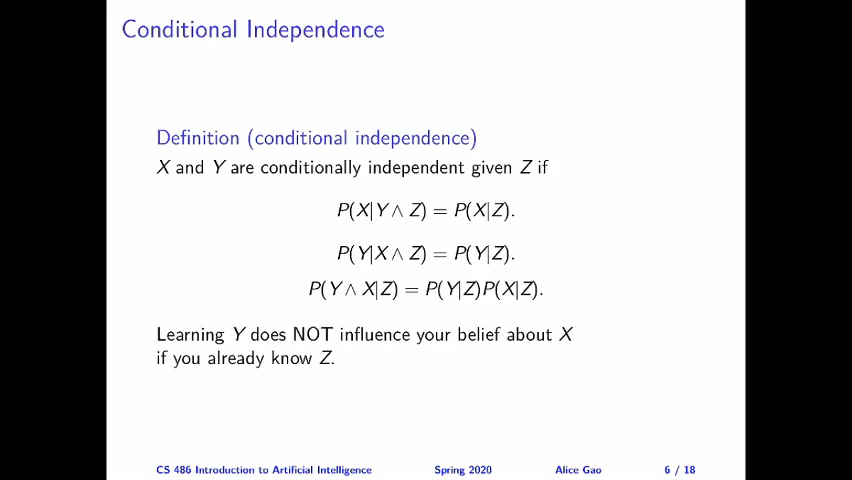 Conditional Independence
Definition (conditional independence)
X and Y are conditionally independent given Z if
P(X|Y ∧ Z) = P(X|Z).
P(Y|X ∧ Z) = P(Y|Z).
P(Y ∧ X|Z) = P(Y|Z)P(X|Z).
Learning Y does NOT influence your belief about X
if you already know Z.
CS 486 Introduction to Artificial Intelligence Spring 2020 Alice Gao 6 / 18